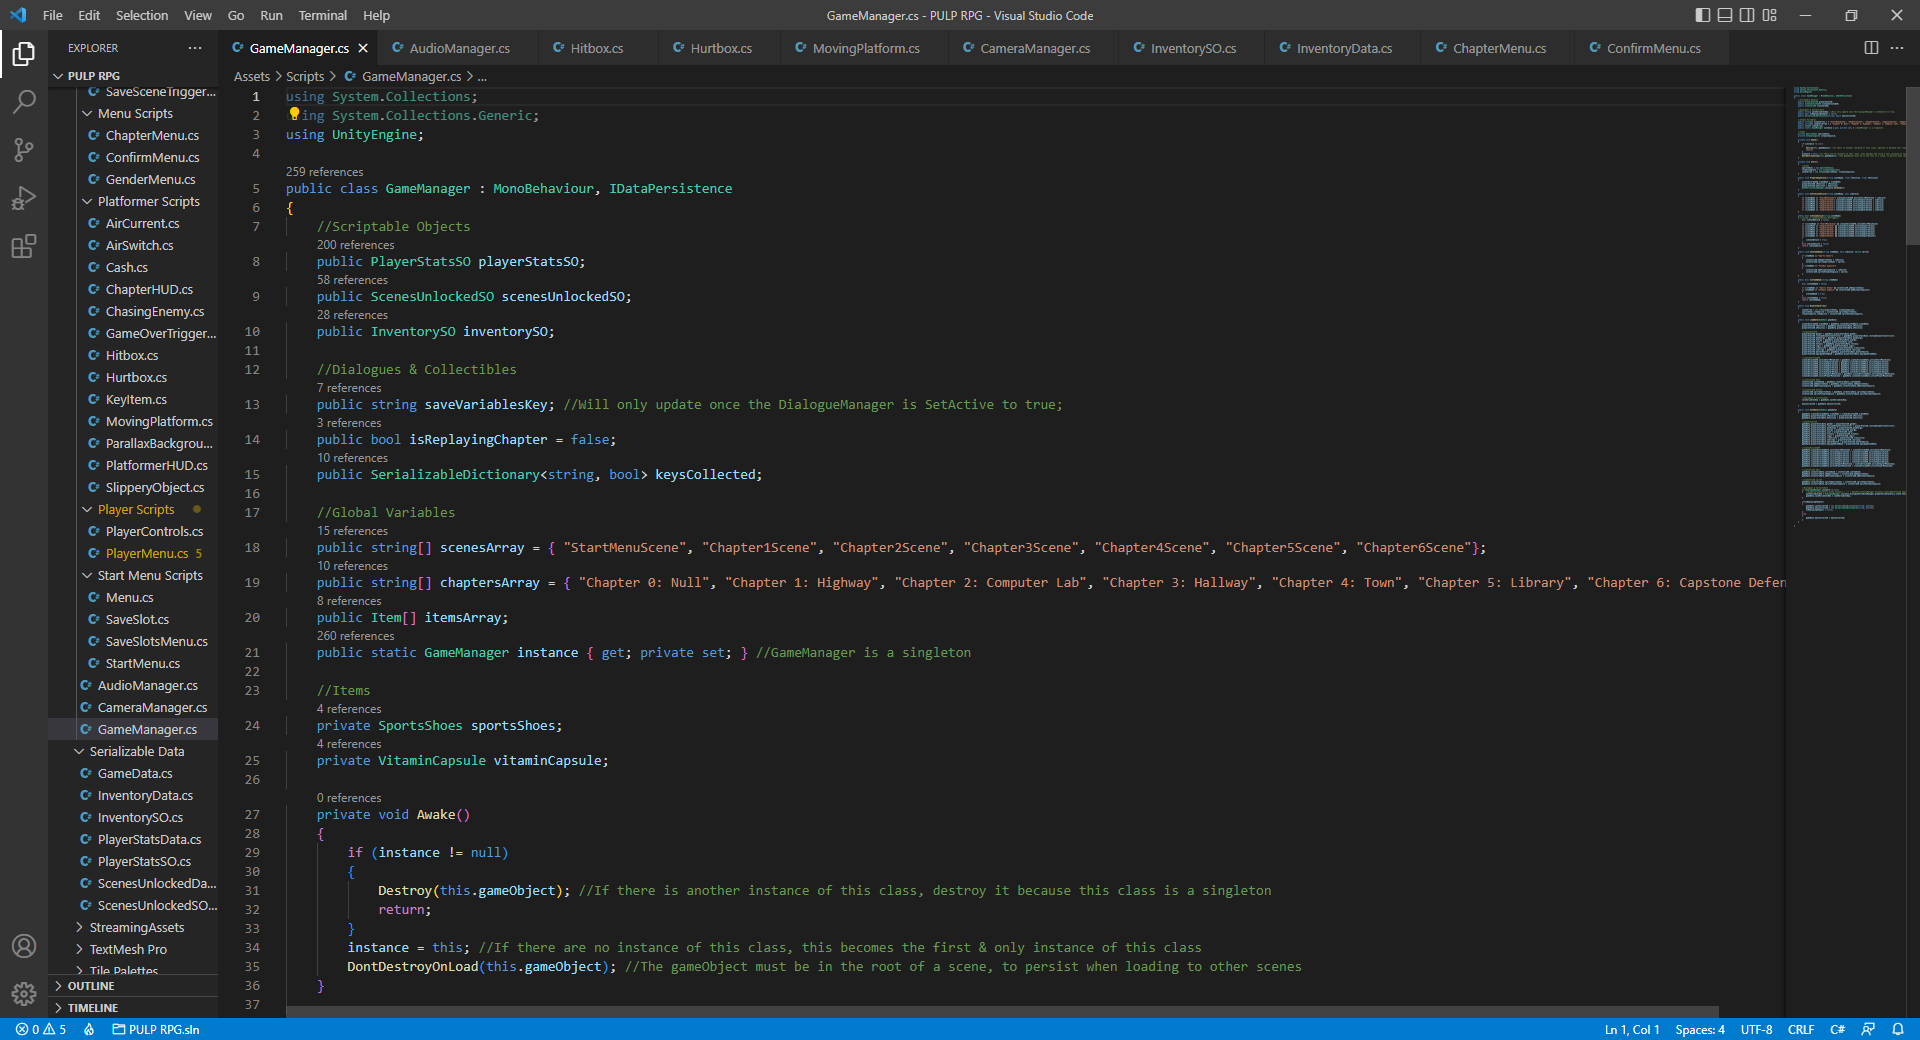 File Edit Selection View Go Run Terminal Help
GameManager.cs - PULP RPG - Visual Studio Code
EXPLORER
PULP RPG
SaveSceneTrigger...
Menu Scripts
ChapterMenu.cs
ConfirmMenu.cs
GenderMenu.cs
Platformer Scripts
AirCurrent.cs
AirSwitch.cs
Cash.cs
ChapterHUD.cs
ChasingEnemy.cs
GameOverTrigger...
Hitbox.cs
Hurtbox.cs
KeyItem.cs
MovingPlatform.cs
ParallaxBackgrou...
PlatformerHUD.cs
SlipperyObject.cs
Player Scripts
PlayerControls.cs
PlayerMenu.cs 5
Start Menu Scripts
Menu.cs
SaveSlot.cs
SaveSlotsMenu.cs
StartMenu.cs
AudioManager.cs
CameraManager.cs
GameManager.cs
Serializable Data
GameData.cs
InventoryData.cs
InventorySO.cs
PlayerStatsData.cs
PlayerStatsSO.cs
ScenesUnlockedDa...
ScenesUnlockedSO...
StreamingAssets
TextMesh Pro
Tile Palettes
OUTLINE
TIMELINE
GameManager.cs AudioManager.cs Hitbox.cs Hurtbox.cs MovingPlatform.cs CameraManager.cs InventorySO.cs InventoryData.cs ChapterMenu.cs ConfirmMenu.cs
Assets > Scripts > GameManager.cs > ...
1 using System.Collections;
2 ing System.Collections.Generic;
3 using UnityEngine;
4
259 references
5 public class GameManager : MonoBehaviour, IDataPersistence
6 {
7 //Scriptable Objects
200 references
8 public PlayerStatsSO playerStatsSO;
58 references
9 public ScenesUnlockedSO scenesUnlockedSO;
28 references
10 public InventorySO inventorySO;
11
12 //Dialogues & Collectibles
7 references
13 public string saveVariablesKey; //Will only update once the DialogueManager is SetActive to true;
3 references
14 public bool isReplayingChapter = false;
10 references
15 public SerializableDictionary<string, bool> keysCollected;
16
17 //Global Variables
15 references
18 public string[] scenesArray = { "StartMenuScene", "Chapter1Scene", "Chapter2Scene", "Chapter3Scene", "Chapter4Scene", "Chapter5Scene", "Chapter6Scene"};
10 references
19 public string[] chaptersArray = { "Chapter 0: Null", "Chapter 1: Highway", "Chapter 2: Computer Lab", "Chapter 3: Hallway", "Chapter 4: Town", "Chapter 5: Library", "Chapter 6: Capstone Defen
8 references
20 public Item[] itemsArray;
260 references
21 public static GameManager instance { get; private set; } //GameManager is a singleton
22
23 //Items
4 references
24 private SportsShoes sportsShoes;
4 references
25 private VitaminCapsule vitaminCapsule;
26
0 references
27 private void Awake()
28 {
29 if (instance != null)
30 {
31 Destroy(this.gameObject); //If there is another instance of this class, destroy it because this class is a singleton
32 return;
33 }
34 instance = this; //If there are no instance of this class, this becomes the first & only instance of this class
35 DontDestroyOnLoad(this.gameObject); //The gameObject must be in the root of a scene, to persist when loading to other scenes
36 }
37
0 5 PULP RPG.sln
Ln 1, Col 1 Spaces: 4 UTF-8 CRLF C#